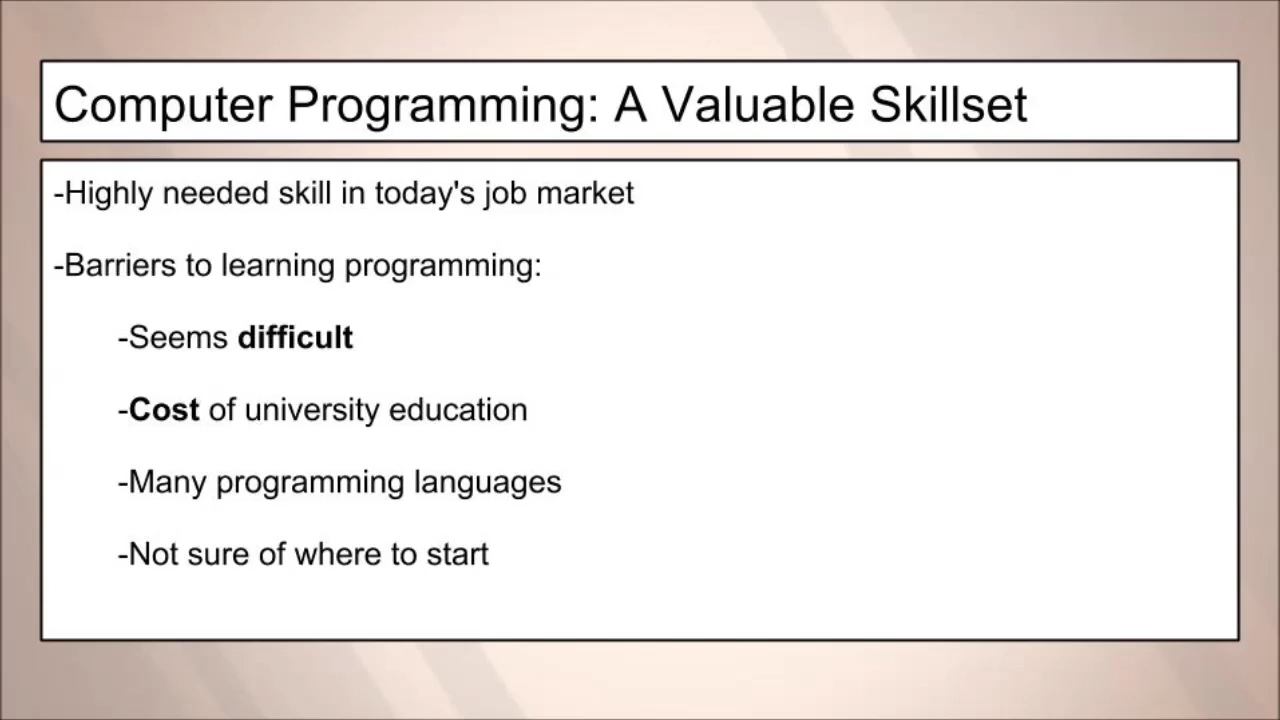 Computer Programming: A Valuable Skillset
-Highly needed skill in today's job market
-Barriers to learning programming:
-Seems difficult
-Cost of university education
-Many programming languages
-Not sure of where to start